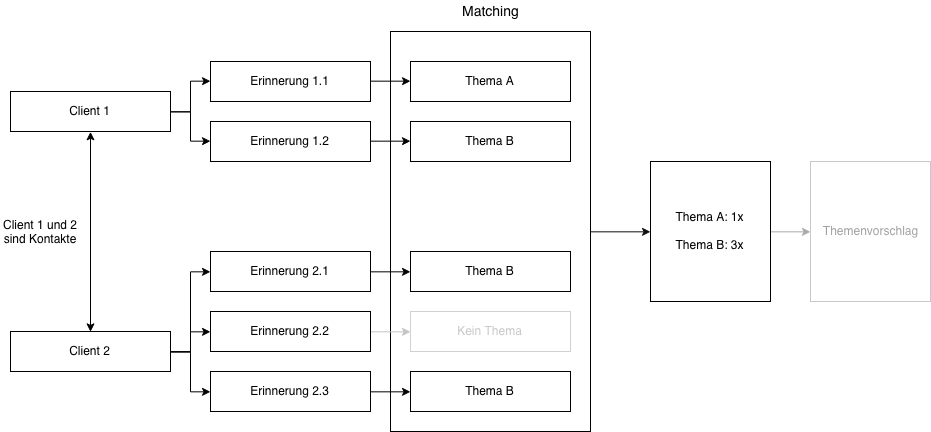 Matching
Client 1
Erinnerung 1.1
Thema A
Erinnerung 1.2
Thema B
Client 1 und 2
sind Kontakte
Client 2
Erinnerung 2.1
Thema B
Erinnerung 2.2
Kein Thema
Erinnerung 2.3
Thema B
Thema A: 1x
Thema B: 3x
Themenvorschlag